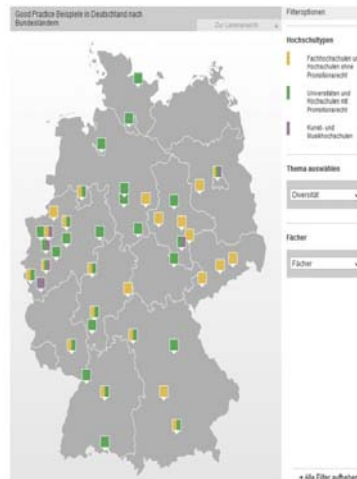 Good Practice Beispiele in Deutschland nach
Bundesländern
Zur Listenansicht
Filteroptionen
Hochschultypen
Fachhochschulen und
Hochschulen ohne
Promotionsrecht
Universitäten und
Hochschulen mit
Promotionsrecht
Kunst- und
Musikhochschulen
Thema auswählen
Diversität
Fächer
Fächer
Alle Filter aufheben